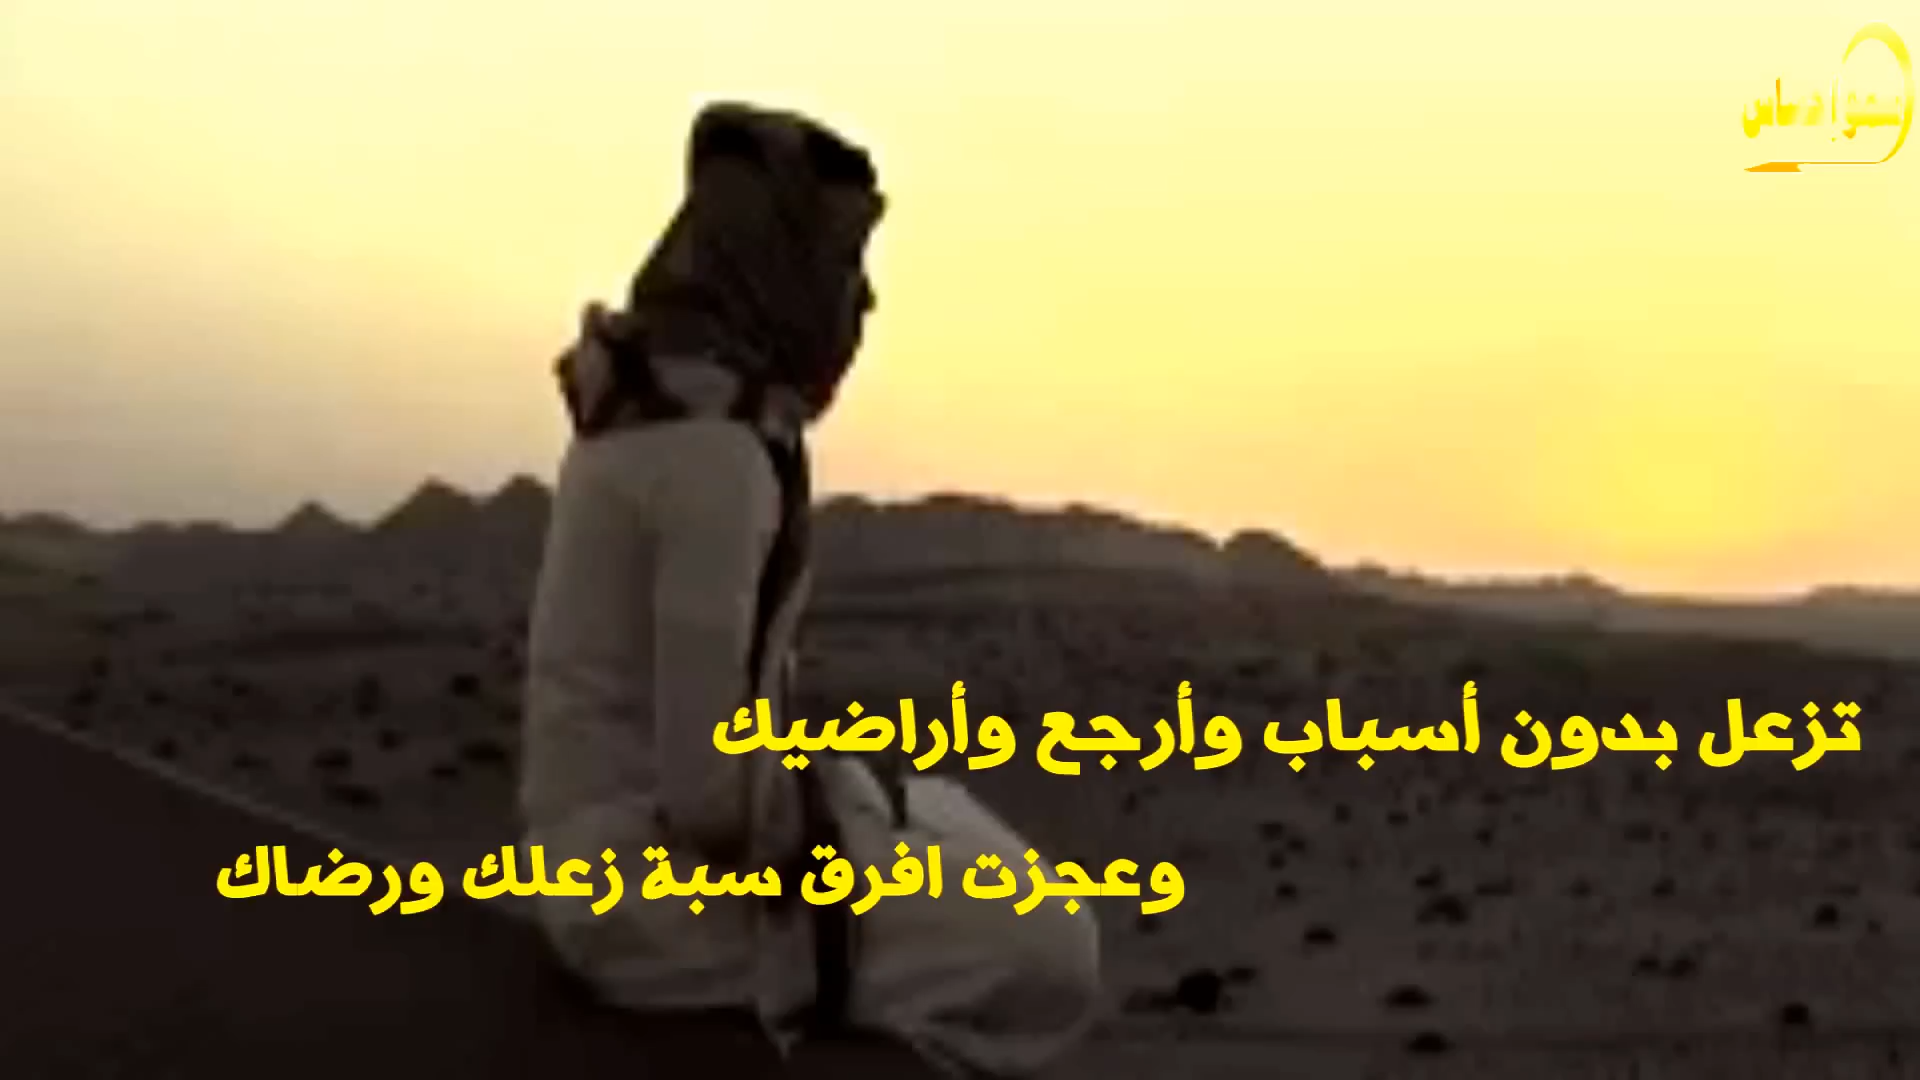 تزعل بدون أسباب وأرجع وأراضيك
وعجزت افرق سبة زعلك ورضاك